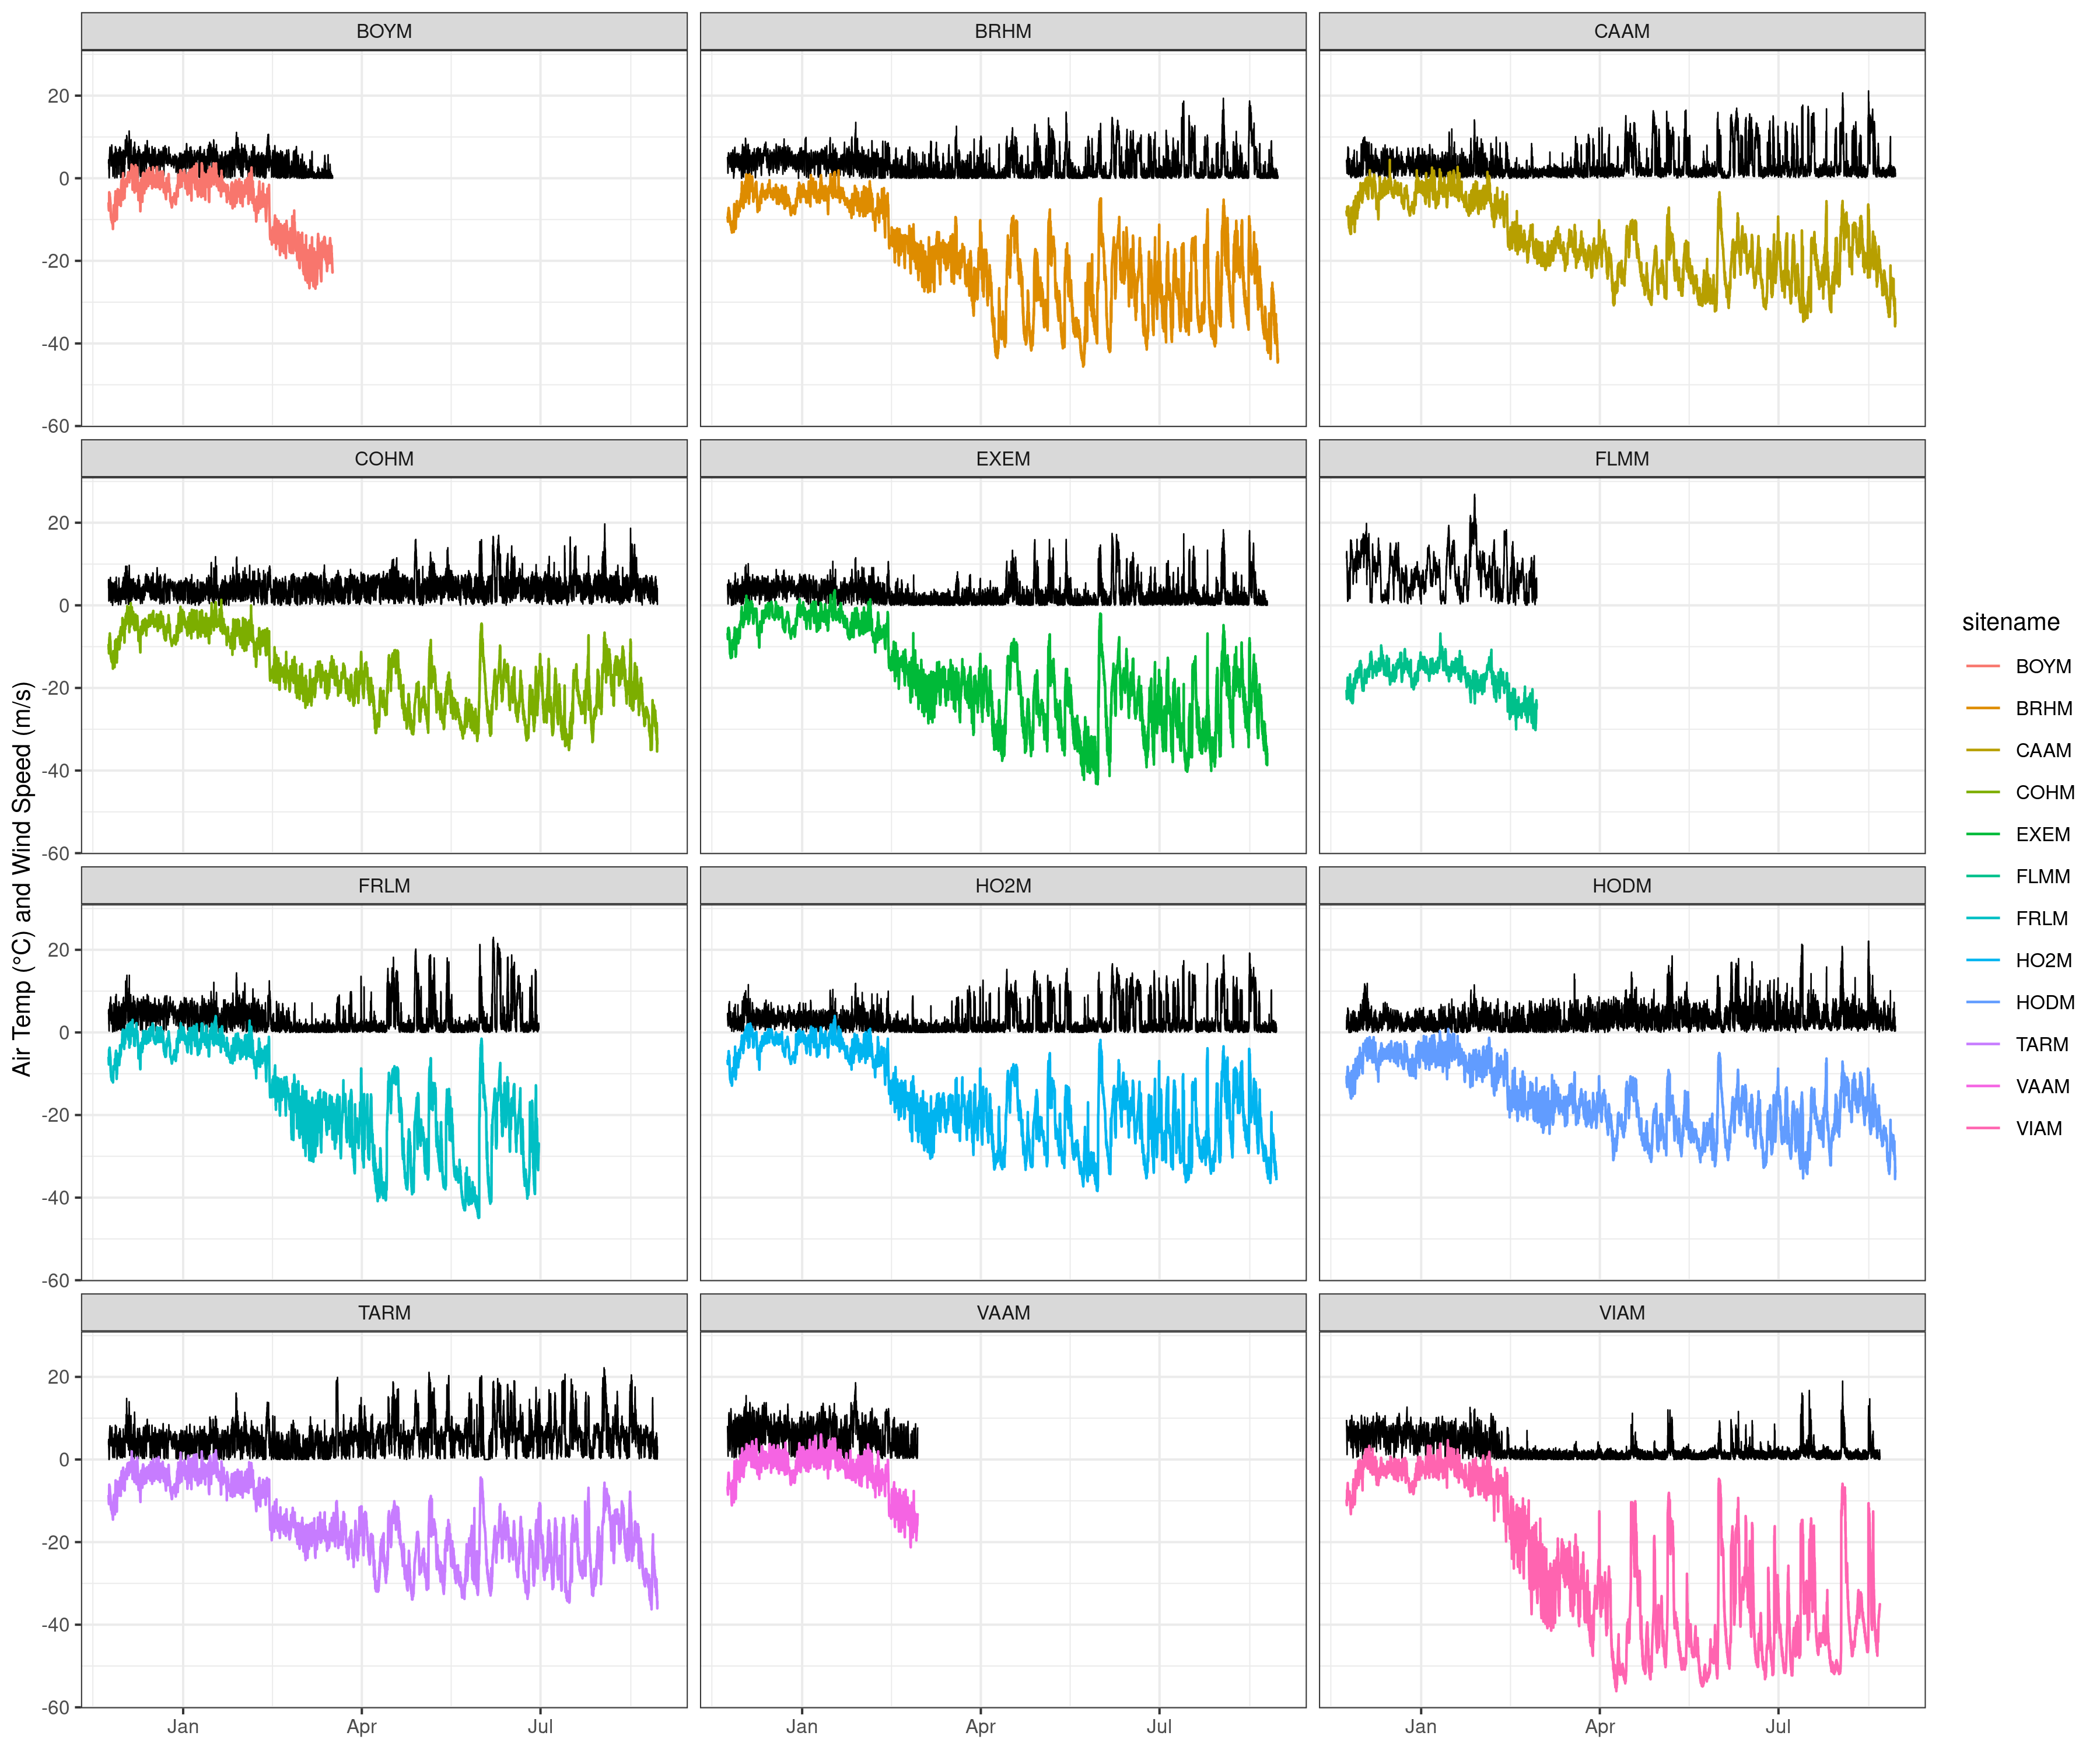 BOYM
BRHM
CAAM
20
0
-20
-40
-60
COHM
EXEM
FLMM
20
0
-20
-40
-60
FRLM
HO2M
HODM
20
0
-20
-40
-60
TARM
VAAM
VIAM
20
0
-20
-40
-60
Jan Apr Jul
Jan Apr Jul
Jan Apr Jul
Air Temp (°C) and Wind Speed (m/s)
sitename
BOYM
BRHM
CAAM
COHM
EXEM
FLMM
FRLM
HO2M
HODM
TARM
VAAM
VIAM